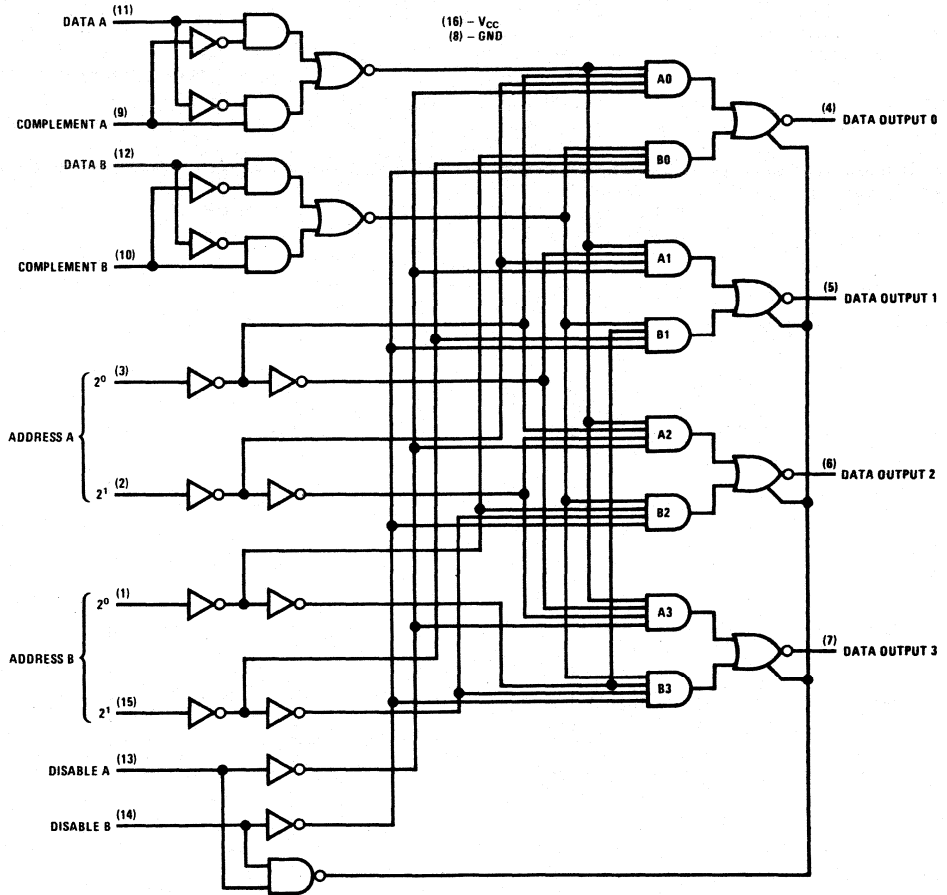 DATA A (11)
(16) – VCC
(8) – GND
A0
COMPLEMENT A (9)
(4) DATA OUTPUT 0
DATA B (12)
B0
COMPLEMENT B (10)
A1
(5) DATA OUTPUT 1
B1
ADDRESS A
2⁰ (3)
2¹ (2)
A2
(6) DATA OUTPUT 2
B2
ADDRESS B
2⁰ (1)
2¹ (15)
A3
(7) DATA OUTPUT 3
B3
DISABLE A (13)
DISABLE B (14)